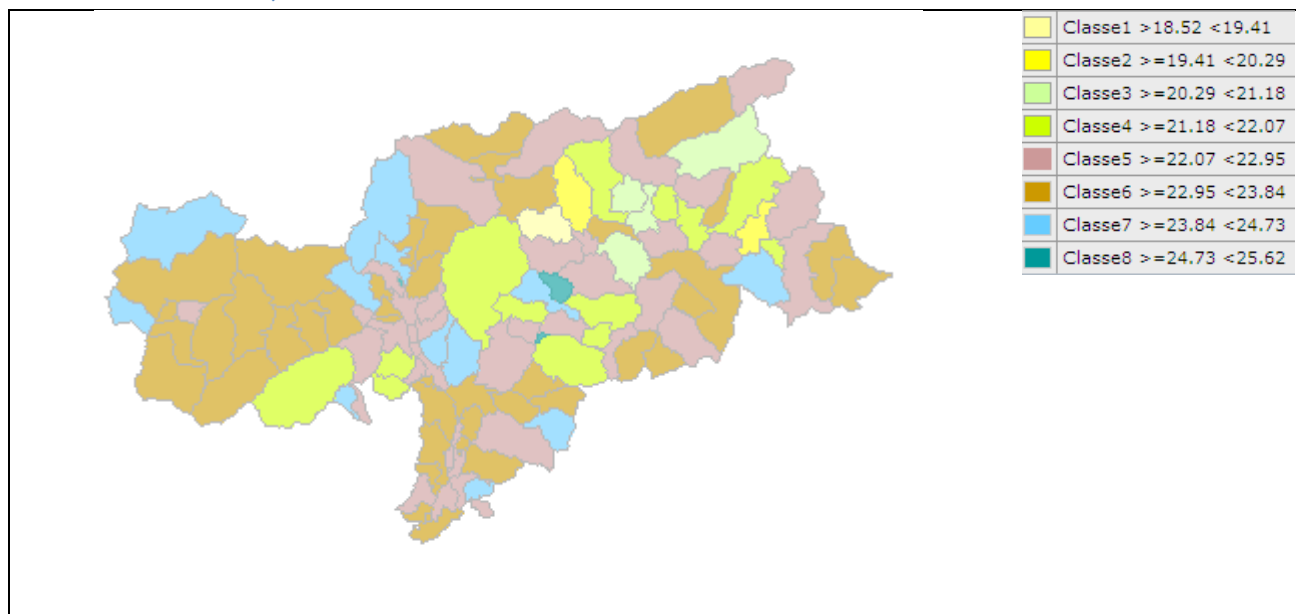 Classe1 >18.52 <19.41
Classe2 >=19.41 <20.29
Classe3 >=20.29 <21.18
Classe4 >=21.18 <22.07
Classe5 >=22.07 <22.95
Classe6 >=22.95 <23.84
Classe7 >=23.84 <24.73
Classe8 >=24.73 <25.62